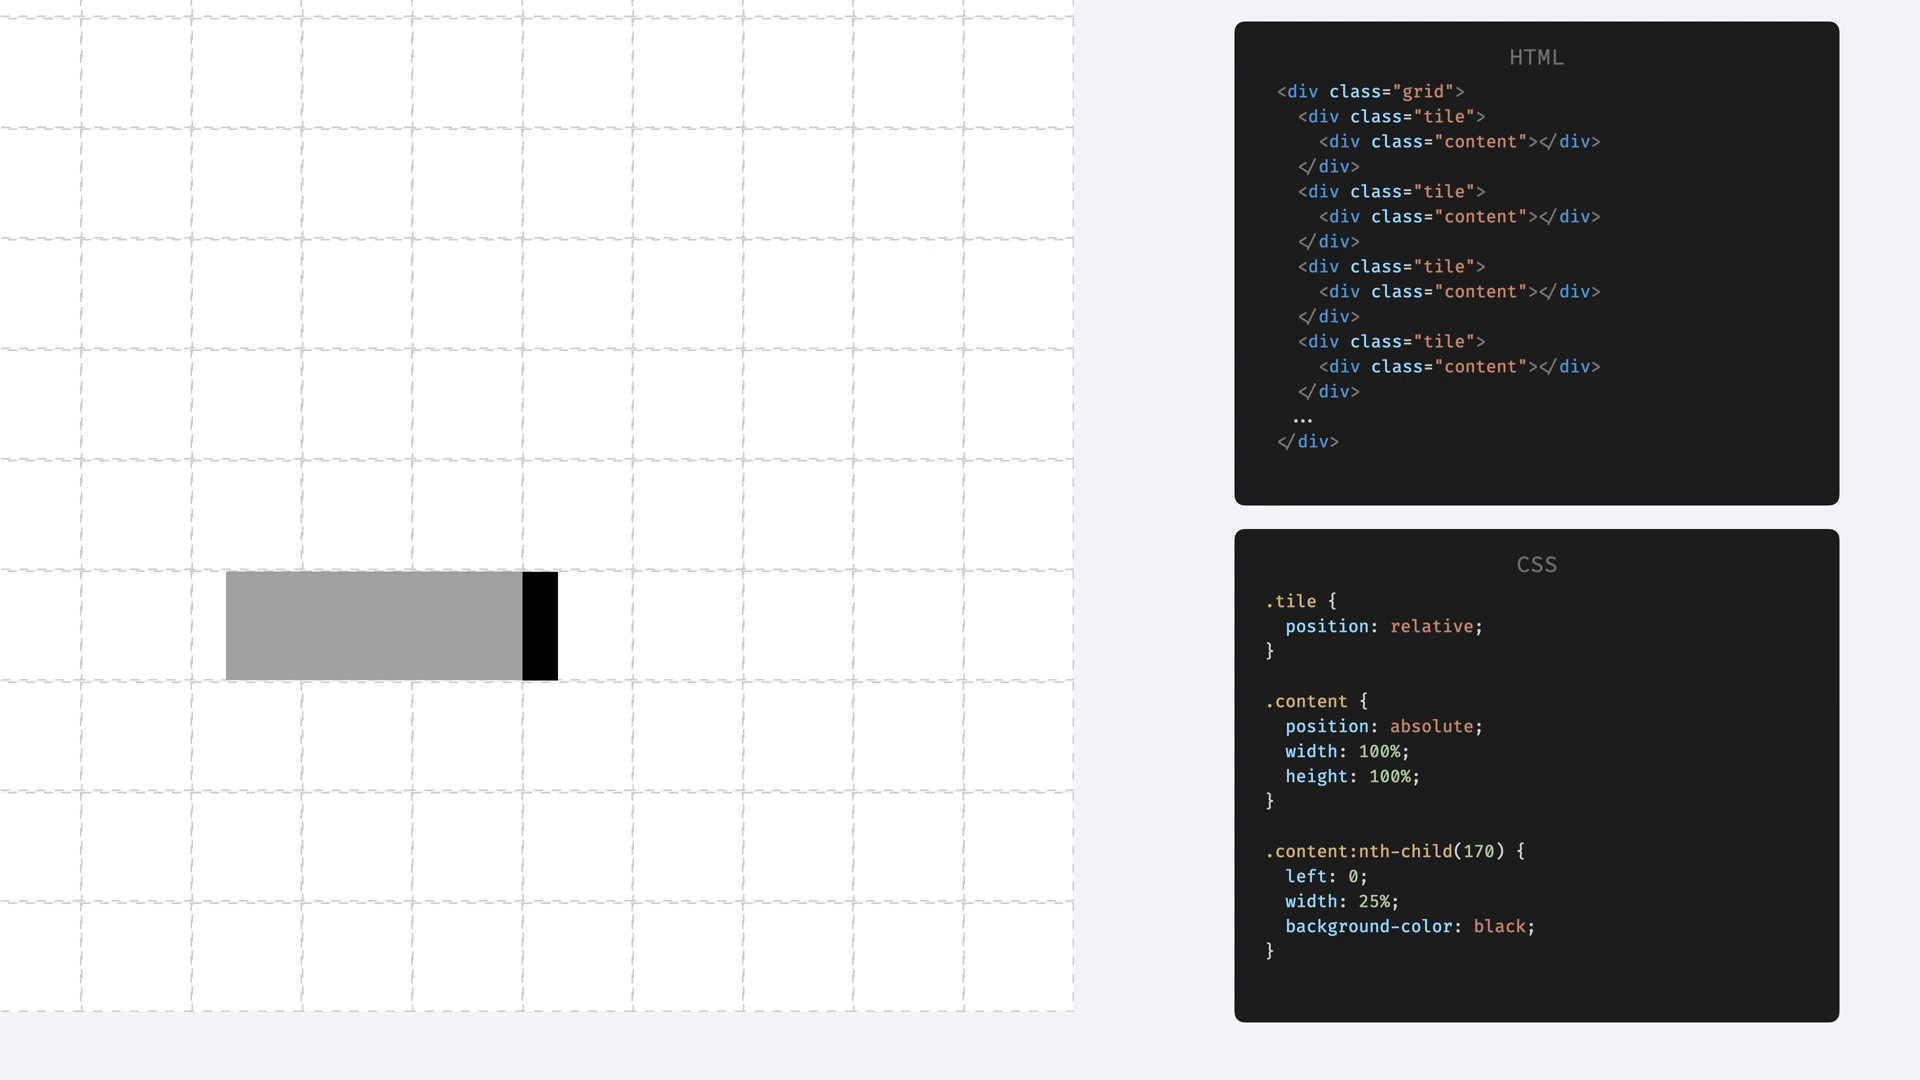 HTML
<div class="grid">
  <div class="tile">
    <div class="content"></div>
  </div>
  <div class="tile">
    <div class="content"></div>
  </div>
  <div class="tile">
    <div class="content"></div>
  </div>
  <div class="tile">
    <div class="content"></div>
  </div>
  ...
</div>
CSS
.tile {
  position: relative;
}
.content {
  position: absolute;
  width: 100%;
  height: 100%;
}
.content:nth-child(170) {
  left: 0;
  width: 25%;
  background-color: black;
}